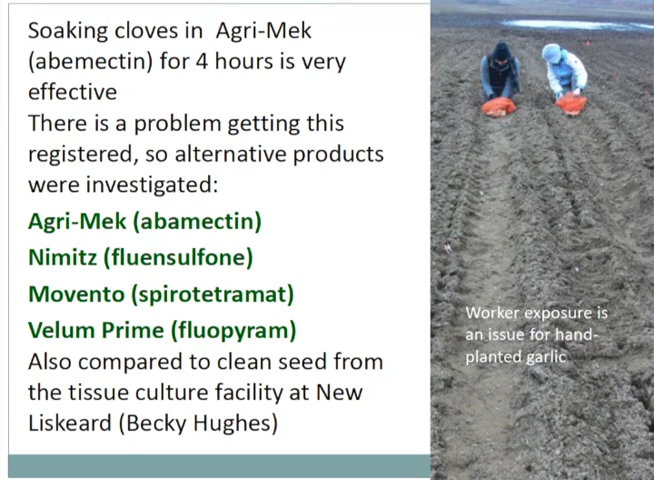 Soaking cloves in Agri-Mek
(abemectin) for 4 hours is very
effective
There is a problem getting this
registered, so alternative products
were investigated:
Agri-Mek (abamectin)
Nimitz (fluensulfone)
Movento (spirotetramat)
Velum Prime (fluopyram)
Also compared to clean seed from
the tissue culture facility at New
Liskeard (Becky Hughes)
Worker exposure is
an issue for hand-
planted garlic